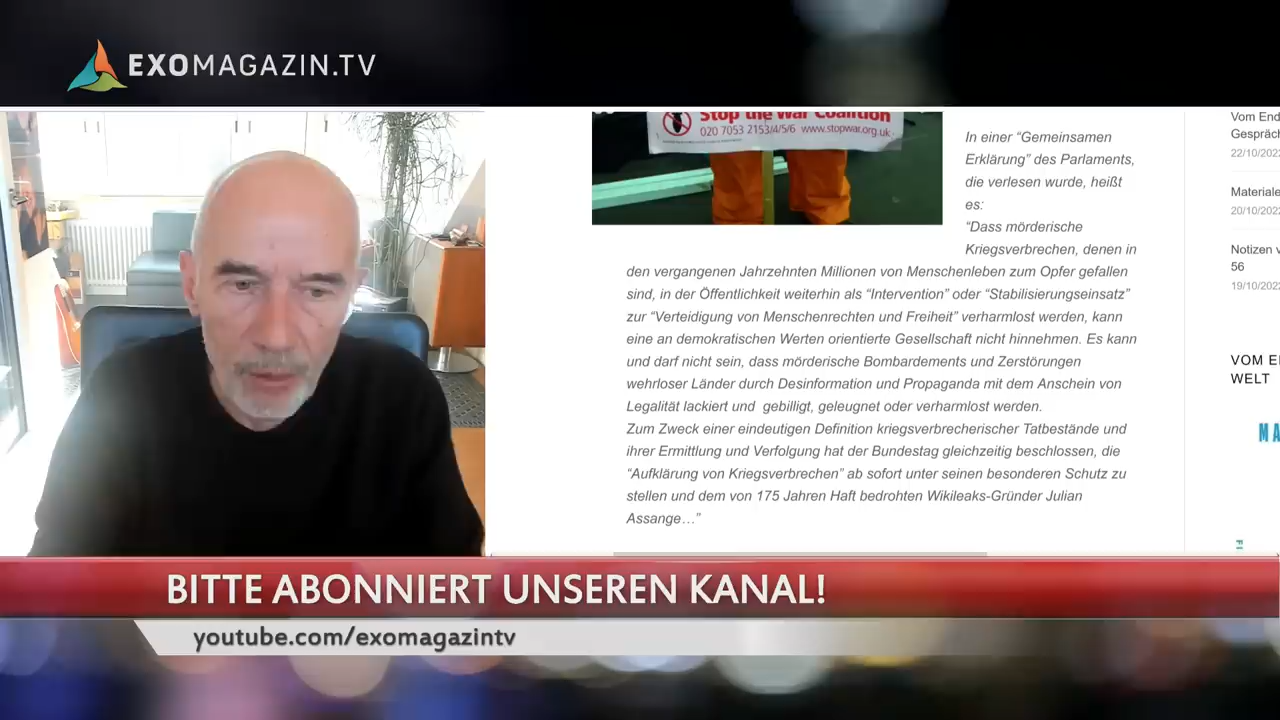 EXOMAGAZIN.TV
Stop the War Coalition
020 7053 2153/4/5/6 www.stopwar.org.uk
In einer “Gemeinsamen
Erklärung” des Parlaments,
die verlesen wurde, heißt
es:
“Dass mörderische
Kriegsverbrechen, denen in
den vergangenen Jahrzehnten Millionen von Menschenleben zum Opfer gefallen
sind, in der Öffentlichkeit weiterhin als “Intervention” oder “Stabilisierungseinsatz”
zur “Verteidigung von Menschenrechten und Freiheit” verharmlost werden, kann
eine an demokratischen Werten orientierte Gesellschaft nicht hinnehmen. Es kann
und darf nicht sein, dass mörderische Bombardements und Zerstörungen
wehrloser Länder durch Desinformation und Propaganda mit dem Anschein von
Legalität lackiert und gebilligt, geleugnet oder verharmlost werden.
Zum Zweck einer eindeutigen Definition kriegsverbrecherischer Tatbestände und
ihrer Ermittlung und Verfolgung hat der Bundestag gleichzeitig beschlossen, die
“Aufklärung von Kriegsverbrechen” ab sofort unter seinen besonderen Schutz zu
stellen und dem von 175 Jahren Haft bedrohten Wikileaks-Gründer Julian
Assange…”
Vom End
Gespräch
22/10/202
Materiale
20/10/202
Notizen v
56
19/10/202
VOM E
WELT
MA
BITTE ABONNIERT UNSEREN KANAL!
youtube.com/exomagazintv